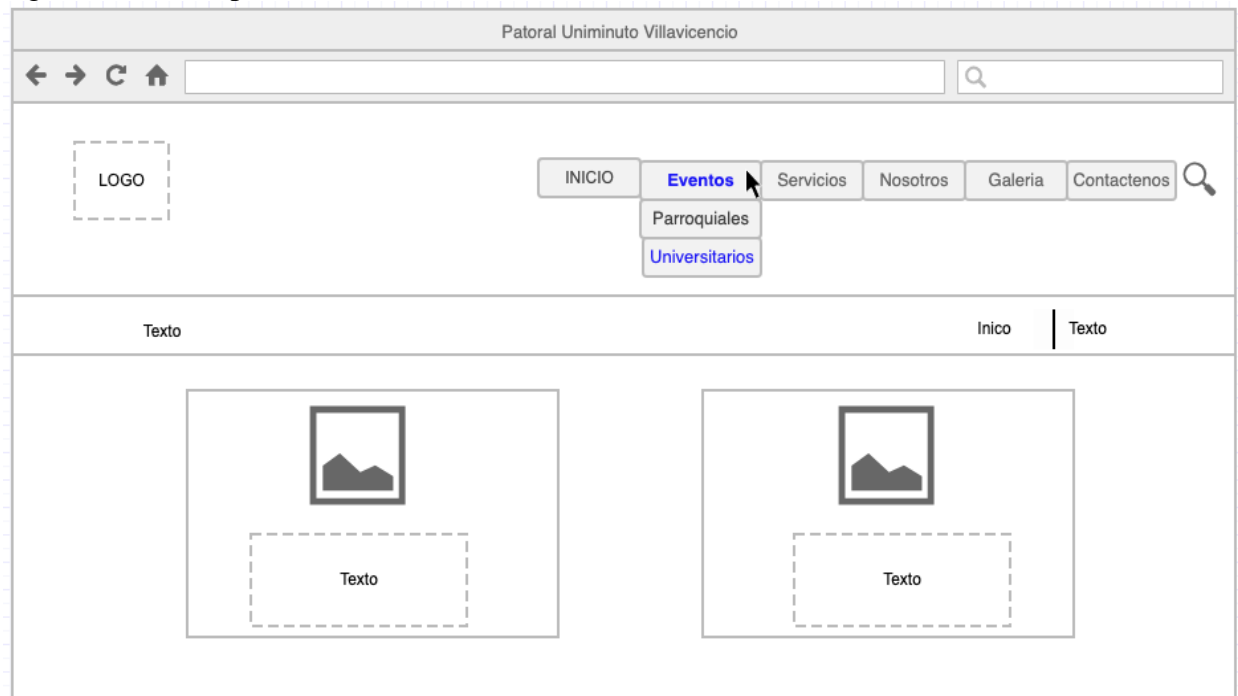 Patoral Uniminuto Villavicencio
LOGO
INICIO Eventos Servicios Nosotros Galeria Contactenos
Parroquiales
Universitarios
Texto Inico Texto
Texto Texto